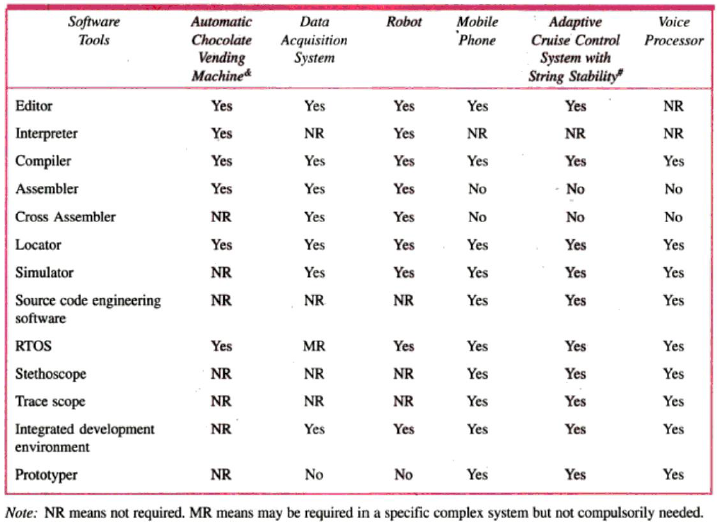 Software Tools Automatic Chocolate Vending Machine& Data Acquisition System Robot Mobile Phone Adaptive Cruise Control System with String Stability# Voice Processor
Editor Yes Yes Yes Yes Yes NR
Interpreter Yes NR Yes NR NR NR
Compiler Yes Yes Yes Yes Yes Yes
Assembler Yes Yes Yes No No No
Cross Assembler NR Yes Yes No No No
Locator Yes Yes Yes Yes Yes Yes
Simulator NR Yes Yes Yes Yes Yes
Source code engineering software NR NR NR Yes Yes Yes
RTOS Yes MR Yes Yes Yes Yes
Stethoscope NR NR NR Yes Yes Yes
Trace scope NR NR NR Yes Yes Yes
Integrated development environment NR Yes Yes Yes Yes Yes
Prototyper NR No No Yes Yes Yes
Note: NR means not required. MR means may be required in a specific complex system but not compulsorily needed.